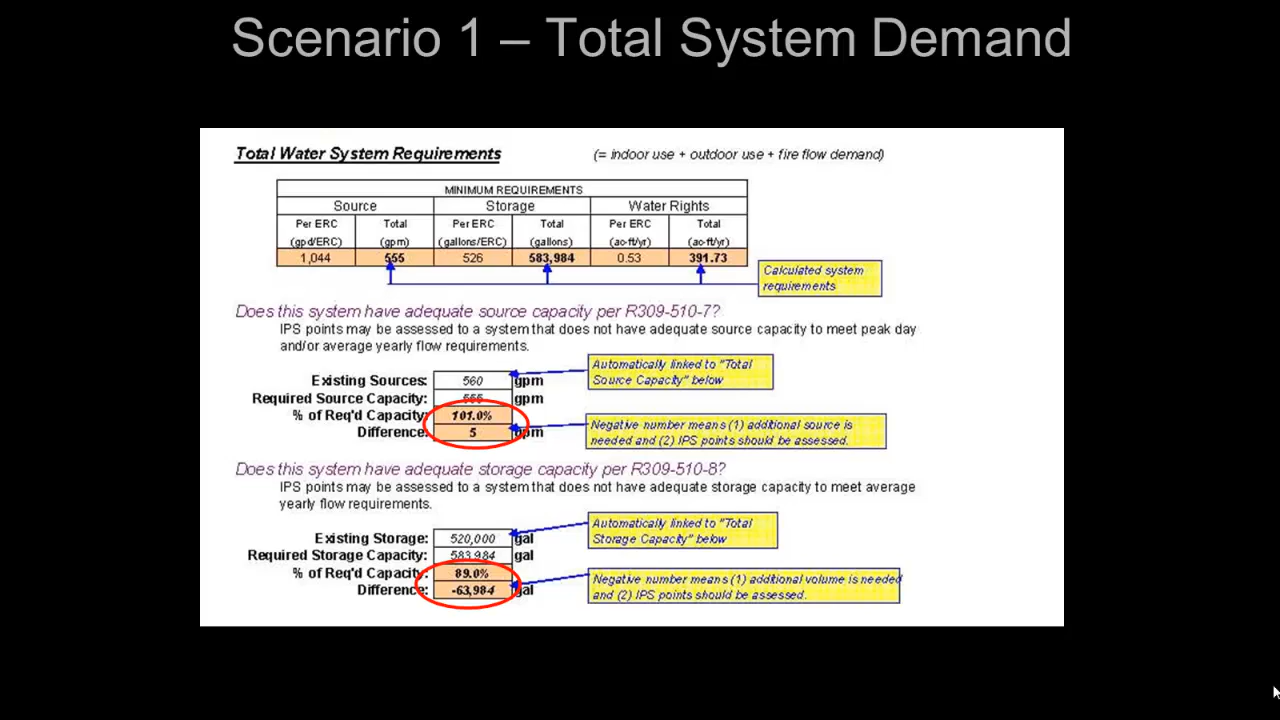 Scenario 1 – Total System Demand
Total Water System Requirements (= indoor use + outdoor use + fire flow demand)
MINIMUM REQUIREMENTS
Source Storage Water Rights
Per ERC Total Per ERC Total Per ERC Total
(gpd/ERC) (gpm) (gallons/ERC) (gallons) (ac-ft/yr) (ac-ft/yr)
1,044 555 526 583,984 0.53 391.73
Calculated system
requirements
Does this system have adequate source capacity per R309-510-7?
IPS points may be assessed to a system that does not have adequate source capacity to meet peak day
and/or average yearly flow requirements.
Automatically linked to "Total
Source Capacity" below
Existing Sources: 560 gpm
Required Source Capacity: 555 gpm
% of Req'd Capacity: 101.0%
Difference: 5 gpm
Negative number means (1) additional source is
needed and (2) IPS points should be assessed.
Does this system have adequate storage capacity per R309-510-8?
IPS points may be assessed to a system that does not have adequate storage capacity to meet average
yearly flow requirements.
Automatically linked to "Total
Storage Capacity" below
Existing Storage: 520,000 gal
Required Storage Capacity: 583,984 gal
% of Req'd Capacity: 89.0%
Difference: -63,984 gal
Negative number means (1) additional volume is needed
and (2) IPS points should be assessed.